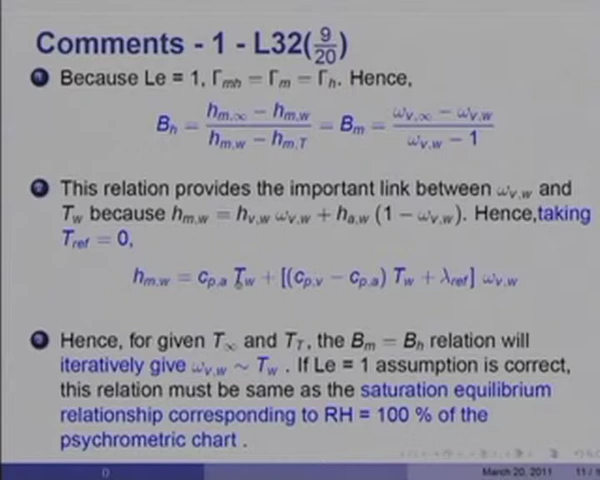 Comments - 1 - L32(9/20)
1 Because Le = 1, Γmh = Γm = Γh. Hence,
Bh = (hm,∞ − hm,w) / (hm,w − hm,T) = Bm = (ωv,∞ − ωv,w) / (ωv,w − 1)
2 This relation provides the important link between ωv,w and
Tw because hm,w = hv,w ωv,w + ha,w (1 − ωv,w). Hence,taking
Tref = 0,
hm,w = cp,a Tw + [(cp,v − cp,a) Tw + λref] ωv,w
3 Hence, for given T∞ and TT, the Bm = Bh relation will
iteratively give ωv,w ∼ Tw . If Le = 1 assumption is correct,
this relation must be same as the saturation equilibrium
relationship corresponding to RH = 100 % of the
psychrometric chart .
() March 20, 2011 11 /